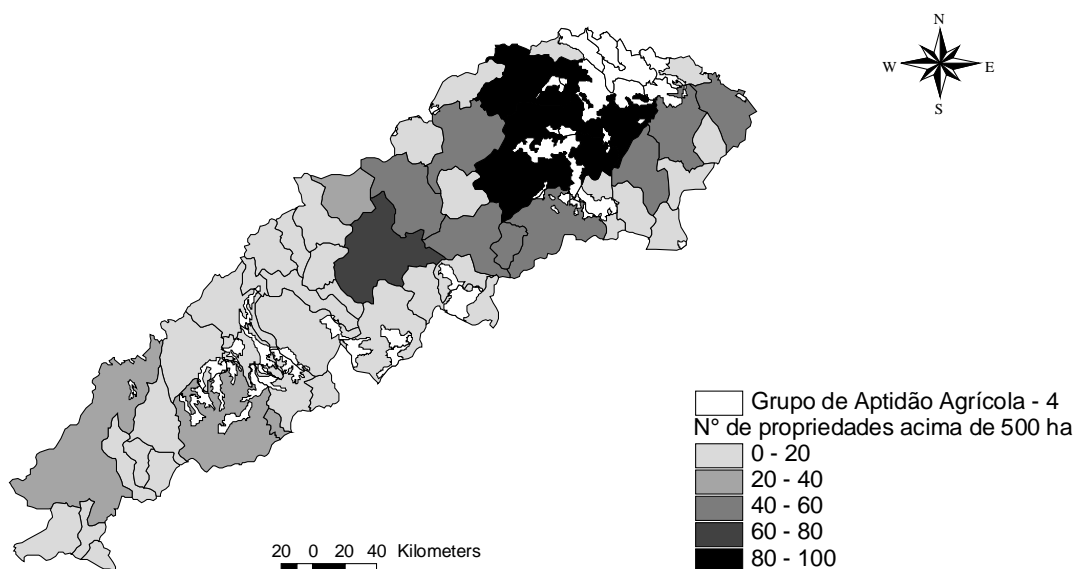 N
W E
S
Grupo de Aptidão Agrícola - 4
N° de propriedades acima de 500 ha
0 - 20
20 - 40
40 - 60
60 - 80
80 - 100
20 0 20 40 Kilometers